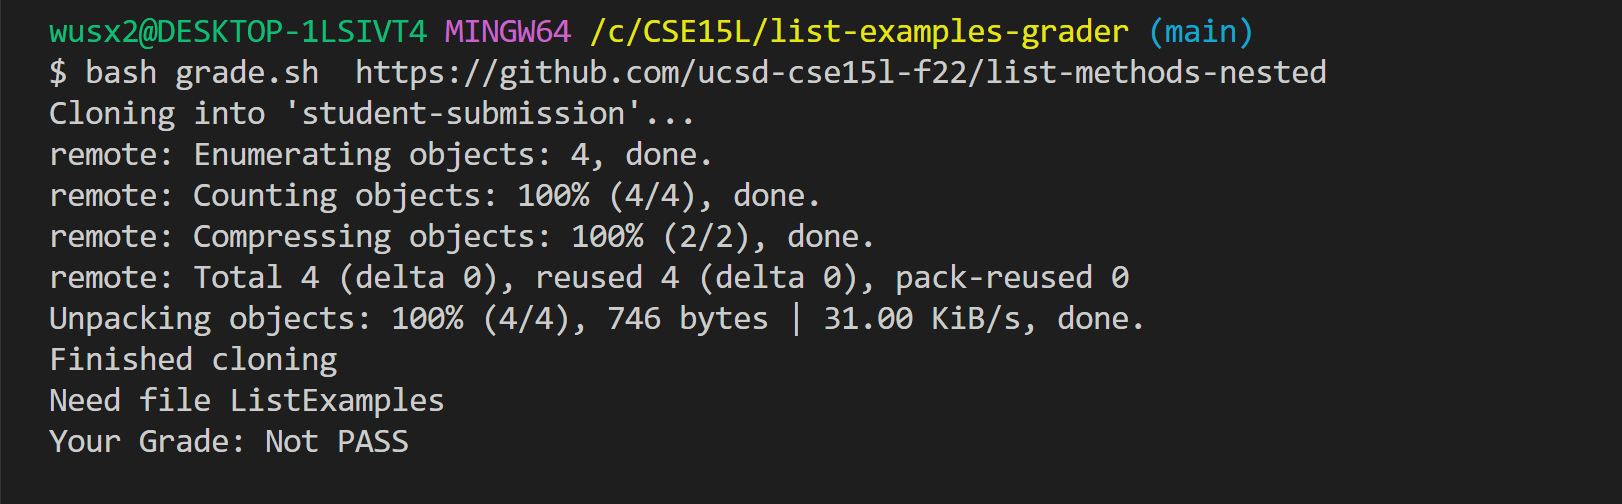 wusx2@DESKTOP-1LSIVT4 MINGW64 /c/CSE15L/list-examples-grader (main)
$ bash grade.sh  https://github.com/ucsd-cse15l-f22/list-methods-nested
Cloning into 'student-submission'...
remote: Enumerating objects: 4, done.
remote: Counting objects: 100% (4/4), done.
remote: Compressing objects: 100% (2/2), done.
remote: Total 4 (delta 0), reused 4 (delta 0), pack-reused 0
Unpacking objects: 100% (4/4), 746 bytes | 31.00 KiB/s, done.
Finished cloning
Need file ListExamples
Your Grade: Not PASS